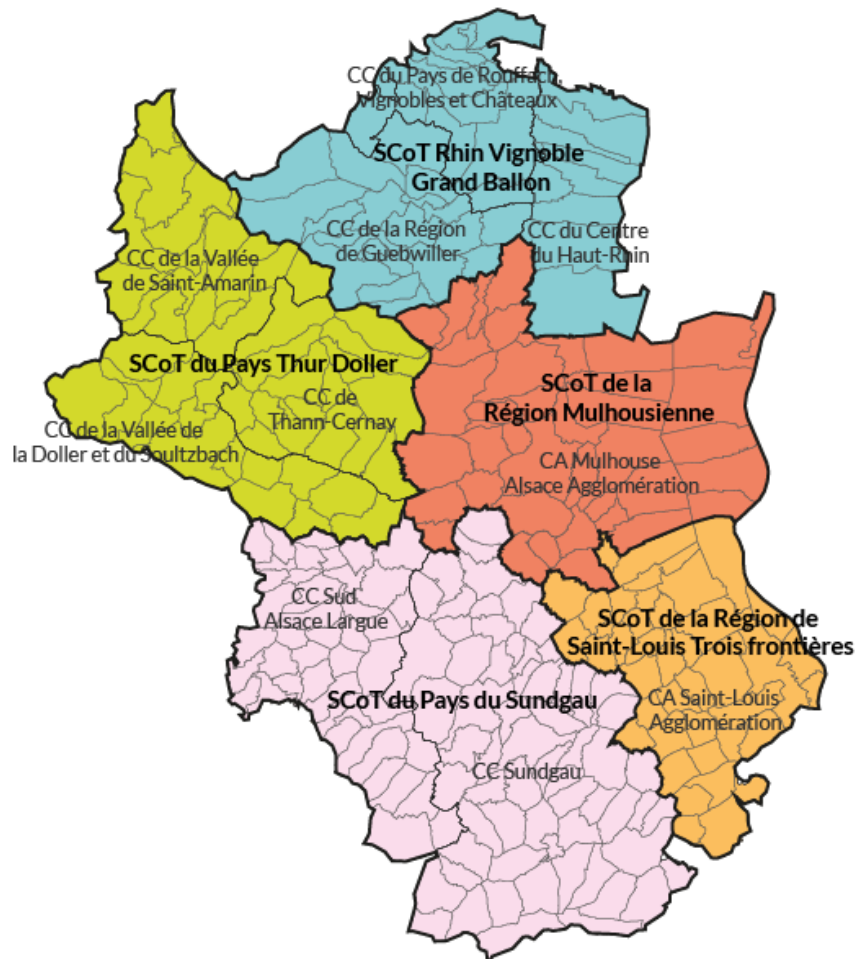 CC du Pays de Rouffach,
Vignobles et Châteaux
SCoT Rhin Vignoble
Grand Ballon
CC de la Région
de Guebwiller
CC du Centre
du Haut-Rhin
CC de la Vallée
de Saint-Amarin
SCoT du Pays Thur Doller
CC de
Thann-Cernay
CC de la Vallée de
la Doller et du Soultzbach
SCoT de la
Région Mulhousienne
CA Mulhouse
Alsace Agglomération
CC Sud
Alsace Largue
SCoT de la Région de
Saint-Louis Trois frontières
SCoT du Pays du Sundgau
CA Saint-Louis
Agglomération
CC Sundgau